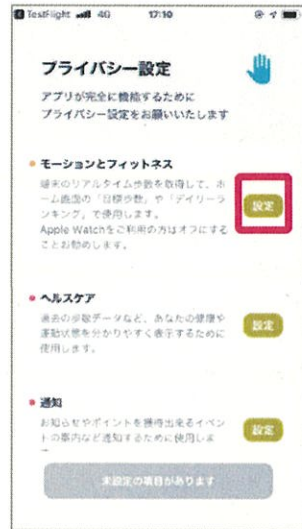 TestFlight 4G 17:10
プライバシー設定
アプリが完全に機能するために
プライバシー設定をお願いいたします
モーションとフィットネス
端末のリアルタイム歩数を取得して、ホ
ーム画面の「目標歩数」や「デイリーラ
ンキング」で使用します。
Apple Watchをご利用の方はオフにする
ことお勧めします。
設定
ヘルスケア
過去の歩数データなど、あなたの健康や
運動状態を分かりやすく表示するために
使用します。
設定
通知
お知らせやポイントを獲得出来るイベン
トの案内など通知するために使用しま
設定
未設定の項目があります